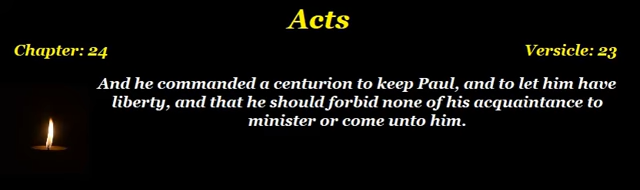 Acts
Chapter: 24
Versicle: 23
And he commanded a centurion to keep Paul, and to let him have
liberty, and that he should forbid none of his acquaintance to
minister or come unto him.